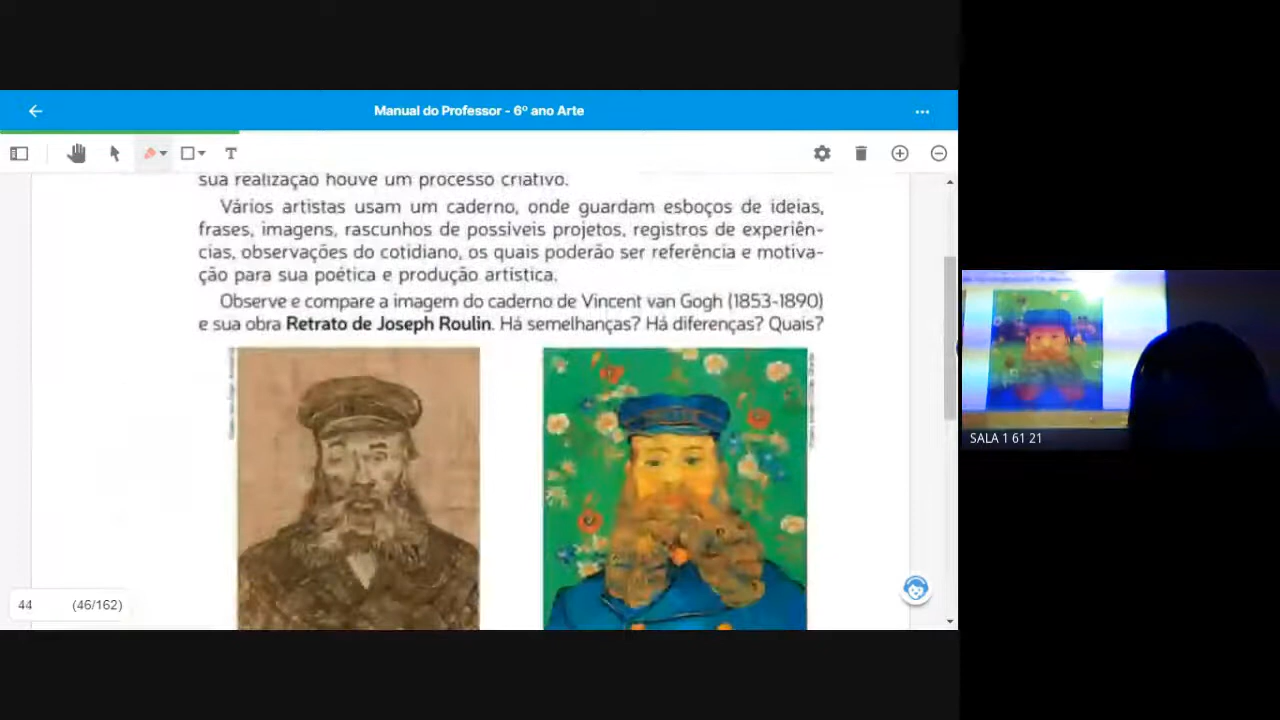 Manual do Professor - 6º ano Arte
sua realização houve um processo criativo.
Vários artistas usam um caderno, onde guardam esboços de ideias,
frases, imagens, rascunhos de possíveis projetos, registros de experiên-
cias, observações do cotidiano, os quais poderão ser referência e motiva-
ção para sua poética e produção artística.
Observe e compare a imagem do caderno de Vincent van Gogh (1853-1890)
e sua obra Retrato de Joseph Roulin. Há semelhanças? Há diferenças? Quais?
44 (46/162)
SALA 1 61 21